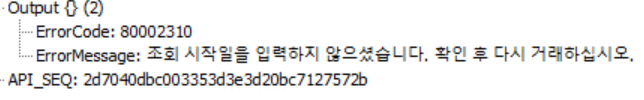 Output {} (2)
ErrorCode: 80002310
ErrorMessage: 조회 시작일을 입력하지 않으셨습니다. 확인 후 다시 거래하십시오.
API_SEQ: 2d7040dbc003353d3e3d20bc7127572b